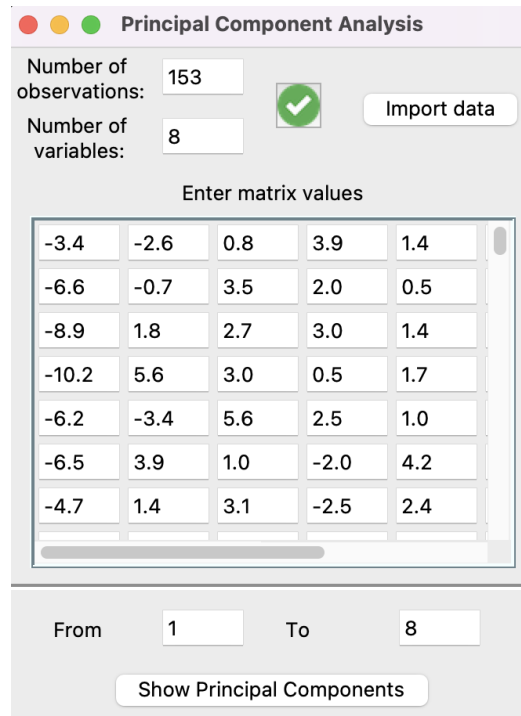 Principal Component Analysis
Number of
observations:
153
Import data
Number of
variables:
8
Enter matrix values
-3.4 -2.6 0.8 3.9 1.4
-6.6 -0.7 3.5 2.0 0.5
-8.9 1.8 2.7 3.0 1.4
-10.2 5.6 3.0 0.5 1.7
-6.2 -3.4 5.6 2.5 1.0
-6.5 3.9 1.0 -2.0 4.2
-4.7 1.4 3.1 -2.5 2.4
From 1 To 8
Show Principal Components